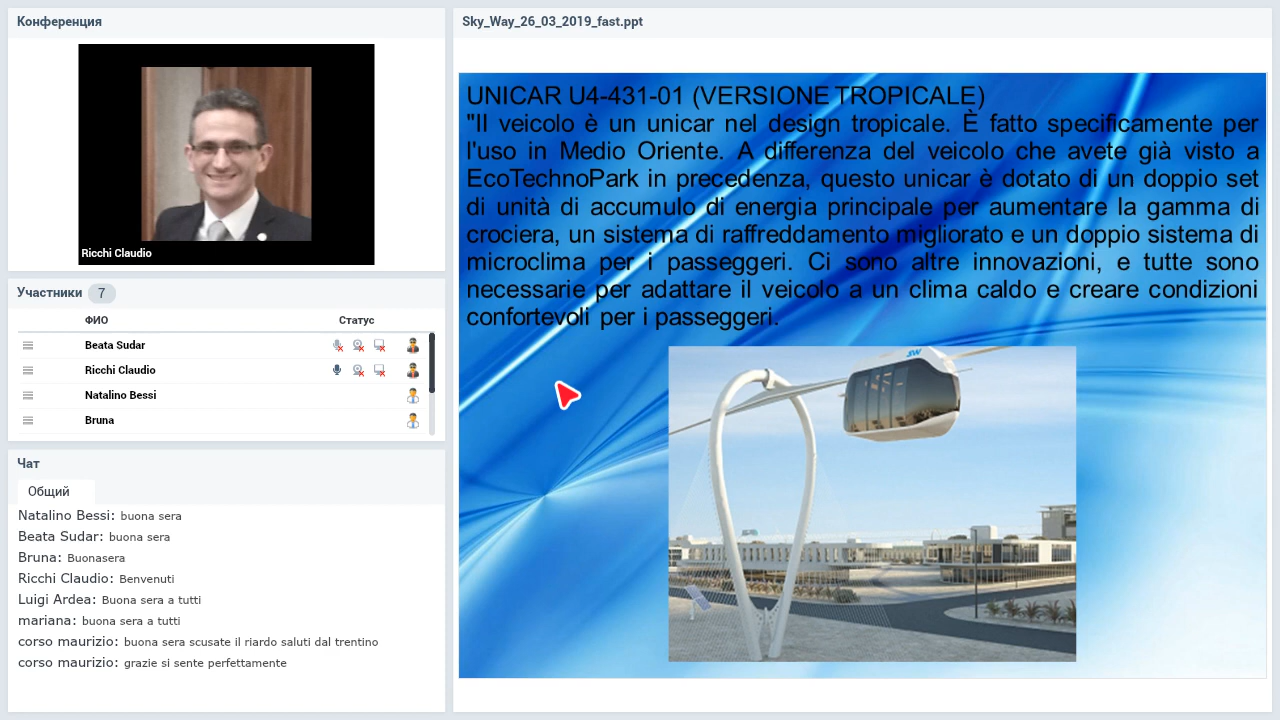 Конференция
Ricchi Claudio
Участники 7
ФИО Статус
Beata Sudar
Ricchi Claudio
Natalino Bessi
Bruna
Чат
Общий
Natalino Bessi: buona sera
Beata Sudar: buona sera
Bruna: Buonasera
Ricchi Claudio: Benvenuti
Luigi Ardea: Buona sera a tutti
mariana: buona sera a tutti
corso maurizio: buona sera scusate il riardo saluti dal trentino
corso maurizio: grazie si sente perfettamente
Sky_Way_26_03_2019_fast.ppt
UNICAR U4-431-01 (VERSIONE TROPICALE)
"Il veicolo è un unicar nel design tropicale. È fatto specificamente per
l'uso in Medio Oriente. A differenza del veicolo che avete già visto a
EcoTechnoPark in precedenza, questo unicar è dotato di un doppio set
di unità di accumulo di energia principale per aumentare la gamma di
crociera, un sistema di raffreddamento migliorato e un doppio sistema di
microclima per i passeggeri. Ci sono altre innovazioni, e tutte sono
necessarie per adattare il veicolo a un clima caldo e creare condizioni
confortevoli per i passeggeri.
SW